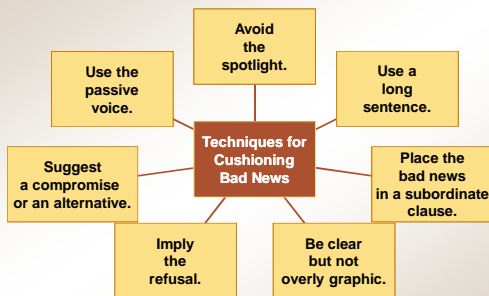 Avoid
the
spotlight.
Use the
passive
voice.
Use a
long
sentence.
Techniques for
Cushioning
Bad News
Suggest
a compromise
or an alternative.
Place the
bad news
in a subordinate
clause.
Imply
the
refusal.
Be clear
but not
overly graphic.